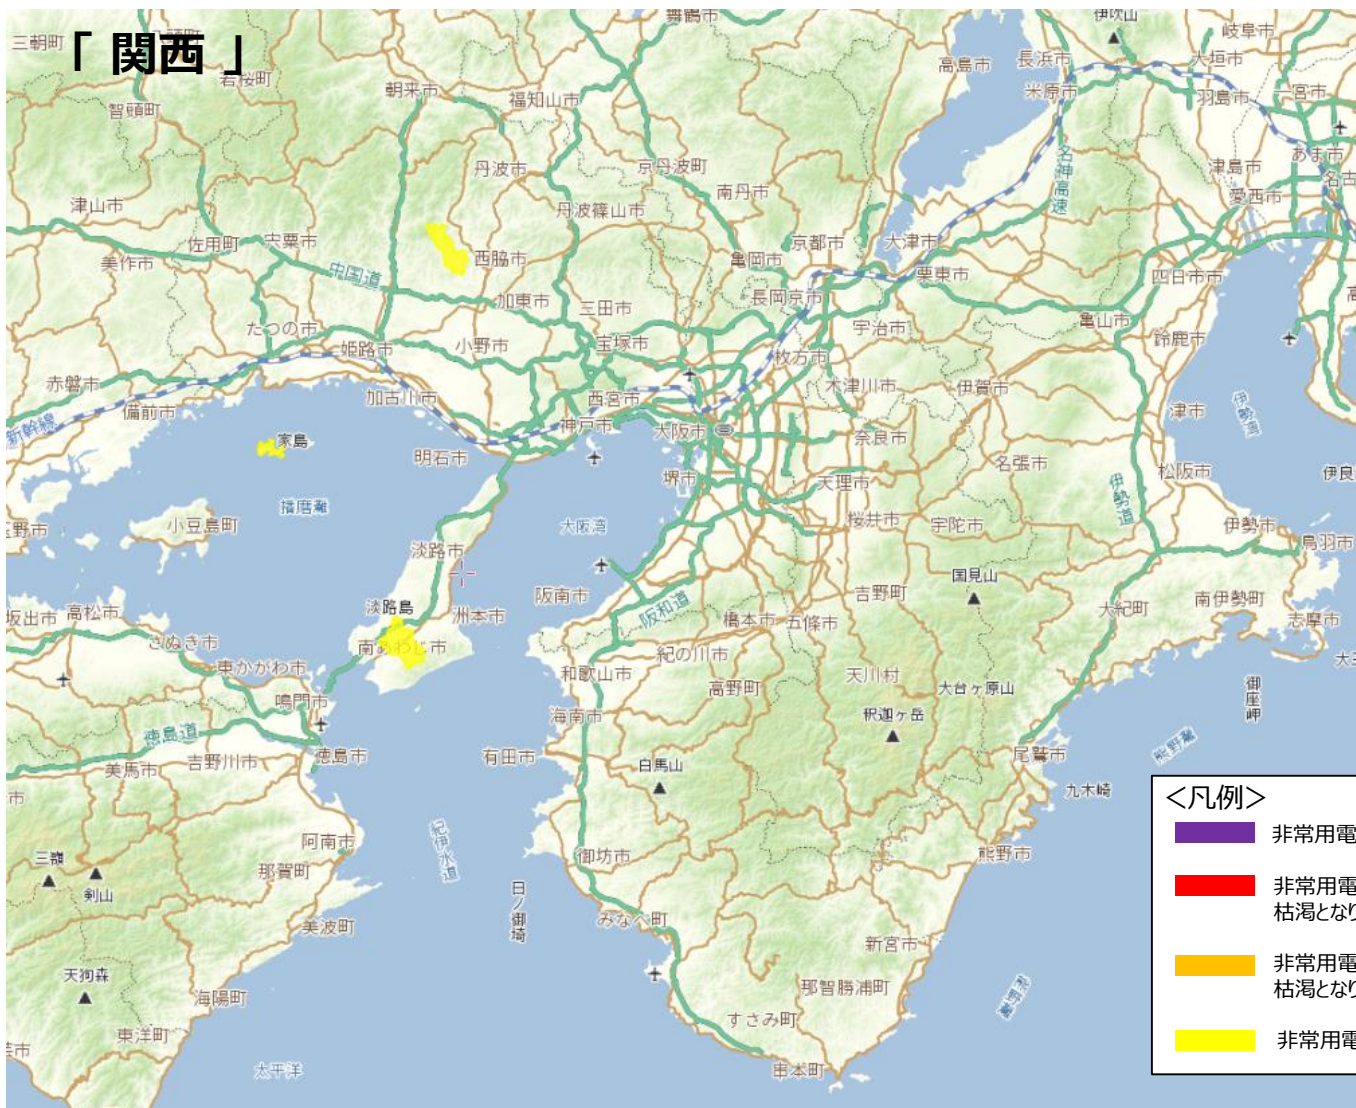 「 関西 」
三朝町
八頭町
若桜町
智頭町
朝来市
福知山市
舞鶴市
高島市
長浜市
伊吹山
岐阜市
大垣市
米原市
羽島市
一宮市
名神高速
津島市
あま市
愛西市
丹波市
京丹波町
南丹市
丹波篠山市
津山市
佐用町
宍粟市
美作市
中国道
西脇市
加東市
三田市
亀岡市
京都市
大津市
栗東市
長岡京市
宇治市
四日市市
亀山市
鈴鹿市
たつの市
姫路市
小野市
宝塚市
枚方市
木津川市
伊賀市
赤磐市
備前市
新幹線
加古川市
西宮市
神戸市
大阪市
奈良市
津市
伊勢湾
家島
明石市
堺市
天理市
名張市
松阪市
伊勢道
伊良
玉野市
小豆島町
播磨灘
大阪湾
桜井市
宇陀市
伊勢市
鳥羽市
淡路市
淡路島
洲本市
阪南市
阪和道
橋本市
五條市
吉野町
国見山
大紀町
南伊勢町
志摩市
坂出市
高松市
さぬき市
東かがわ市
南あわじ市
和歌山市
紀の川市
高野町
天川村
大台ヶ原山
釈迦ヶ岳
御座岬
鳴門市
徳島道
徳島市
美馬市
吉野川市
海南市
有田市
白馬山
尾鷲市
九木崎
熊野灘
三嶺
剣山
阿南市
那賀町
紀伊水道
御坊市
日ノ御埼
熊野市
美波町
みなべ町
新宮市
天狗森
海陽町
東洋町
那智勝浦町
すさみ町
串本町
熊野灘
太平洋
＜凡例＞
非常用電
非常用電
枯渇となり
非常用電
枯渇となり
非常用電